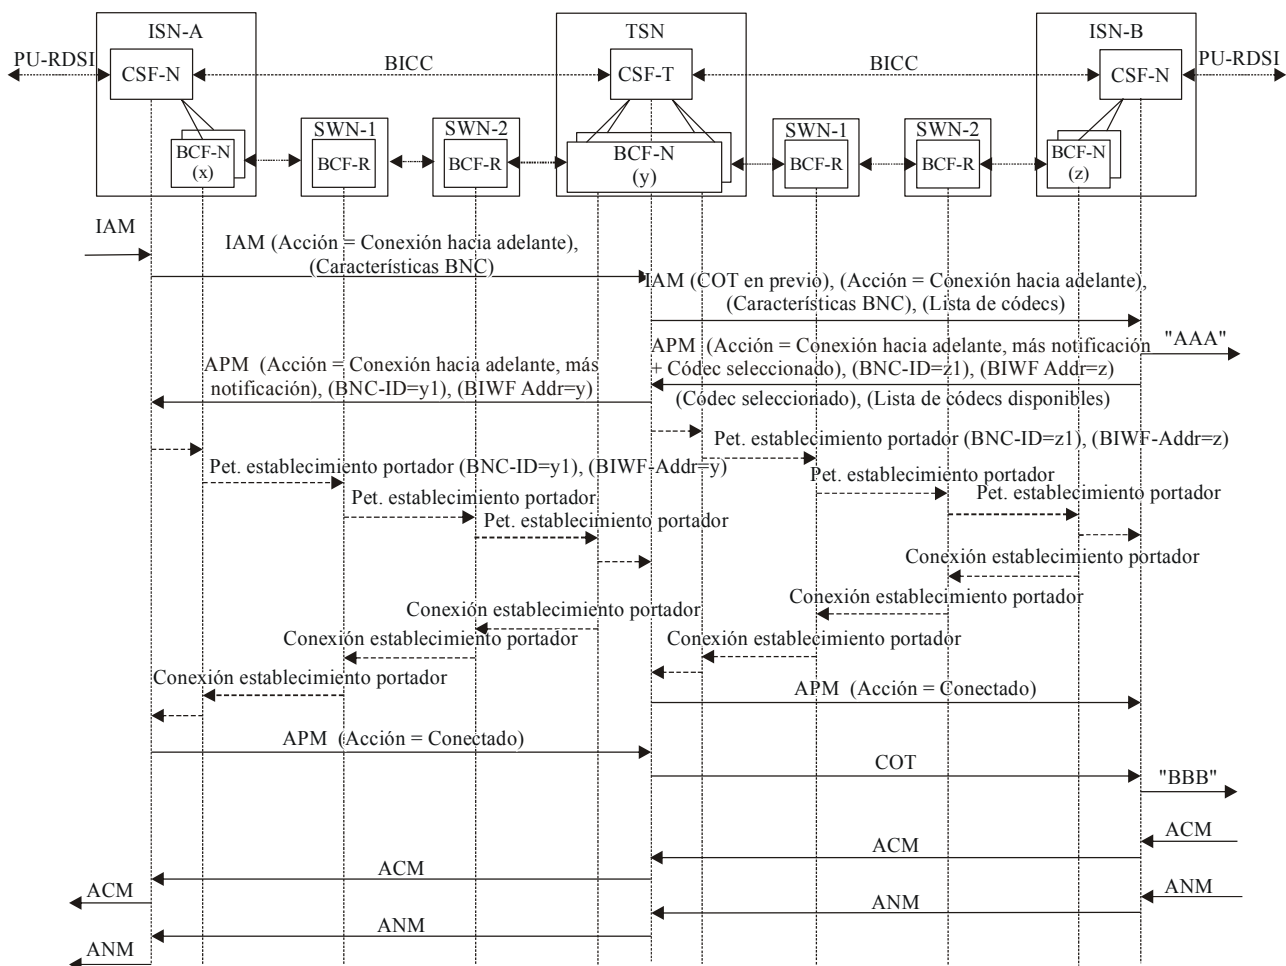 ISN-A
TSN
ISN-B
PU-RDSI
CSF-N
BICC
CSF-T
BICC
CSF-N
PU-RDSI
SWN-1
SWN-2
SWN-1
SWN-2
BCF-N
(x)
BCF-R
BCF-R
BCF-N
(y)
BCF-R
BCF-R
BCF-N
(z)
IAM
IAM (Acción = Conexión hacia adelante),
(Características BNC)
IAM (COT en previo), (Acción = Conexión hacia adelante),
(Características BNC), (Lista de códecs)
"AAA"
APM (Acción = Conexión hacia adelante, más notificación
+ Códec seleccionado), (BNC-ID=z1), (BIWF Addr=z)
(Códec seleccionado), (Lista de códecs disponibles)
APM (Acción = Conexión hacia adelante, más
notificación), (BNC-ID=y1), (BIWF Addr=y)
Pet. establecimiento portador (BNC-ID=z1), (BIWF-Addr=z)
Pet. establecimiento portador (BNC-ID=y1), (BIWF-Addr=y)
Pet. establecimiento portador
Pet. establecimiento portador
Pet. establecimiento portador
Pet. establecimiento portador
Conexión establecimiento portador
Conexión establecimiento portador
Conexión establecimiento portador
Conexión establecimiento portador
Conexión establecimiento portador
Conexión establecimiento portador
APM (Acción = Conectado)
APM (Acción = Conectado)
COT
"BBB"
ACM
ACM
ACM
ACM
ANM
ANM
ANM
ANM